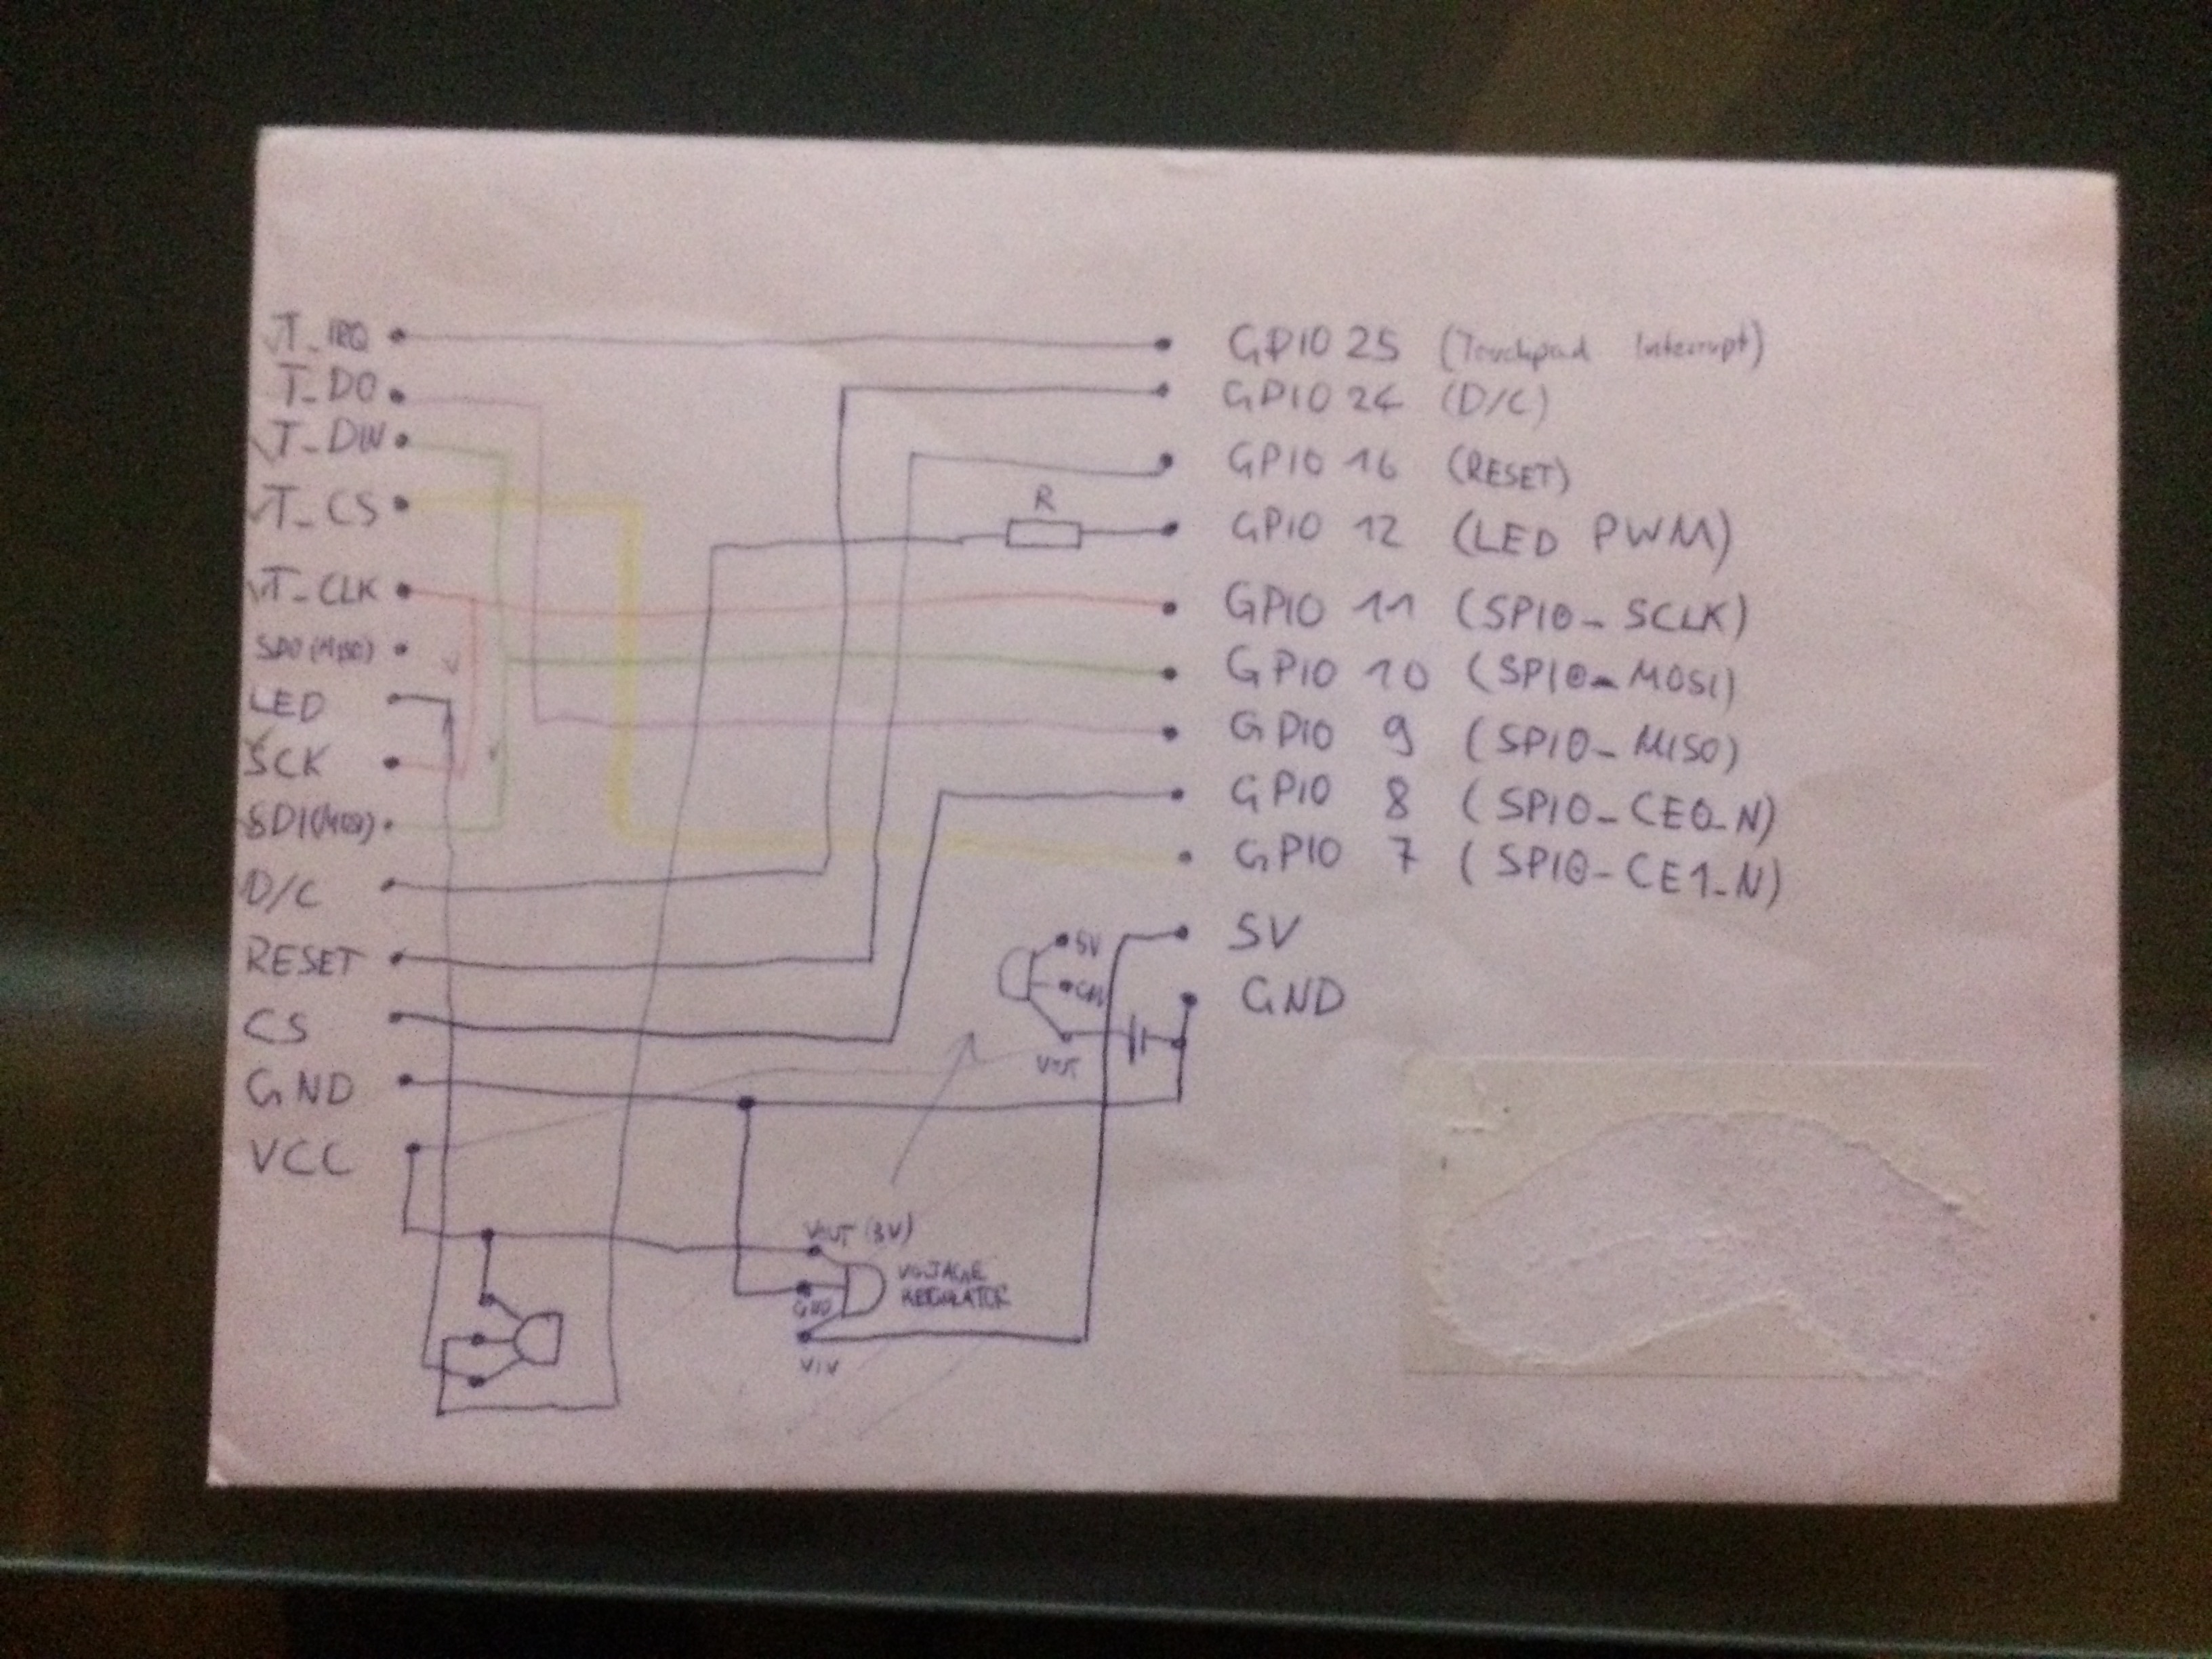 T_IRQ GPIO 25 (Touchpad Interrupt)
T_DO GPIO 24 (D/C)
T_DIN GPIO 16 (RESET)
R
T_CS GPIO 12 (LED PWM)
T_CLK GPIO 11 (SPI0_SCLK)
SDO (MISO) GPIO 10 (SPI0_MOSI)
LED GPIO 9 (SPI0_MISO)
SCK GPIO 8 (SPI0_CE0_N)
SDI (MOSI) GPIO 7 (SPI0_CE1_N)
D/C
5V 5V
RESET GND
CS
VOUT
GND
VCC
VOUT (3V)
VOLTAGE
REGULATOR
GND
VIN